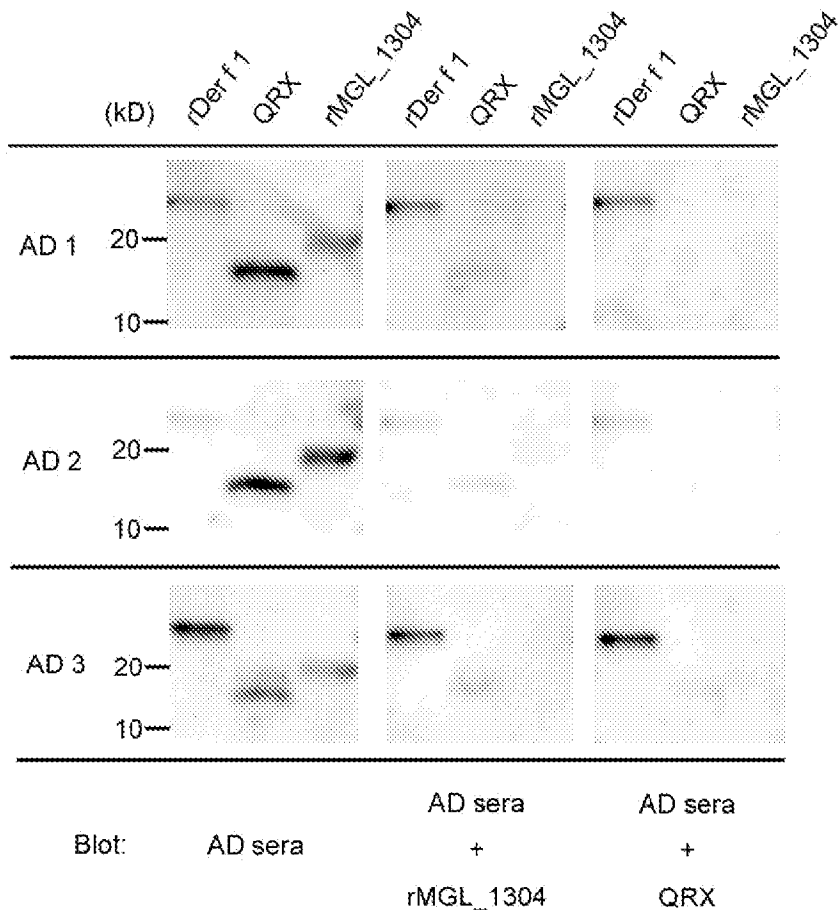 (kD) rDer f 1 QRX rMGL_1304 rDer f 1 QRX rMGL_1304 rDer f 1 QRX rMGL_1304
AD 1
20
10
AD 2
20
10
AD 3
20
10
Blot: AD sera
AD sera + rMGL_1304
AD sera + QRX